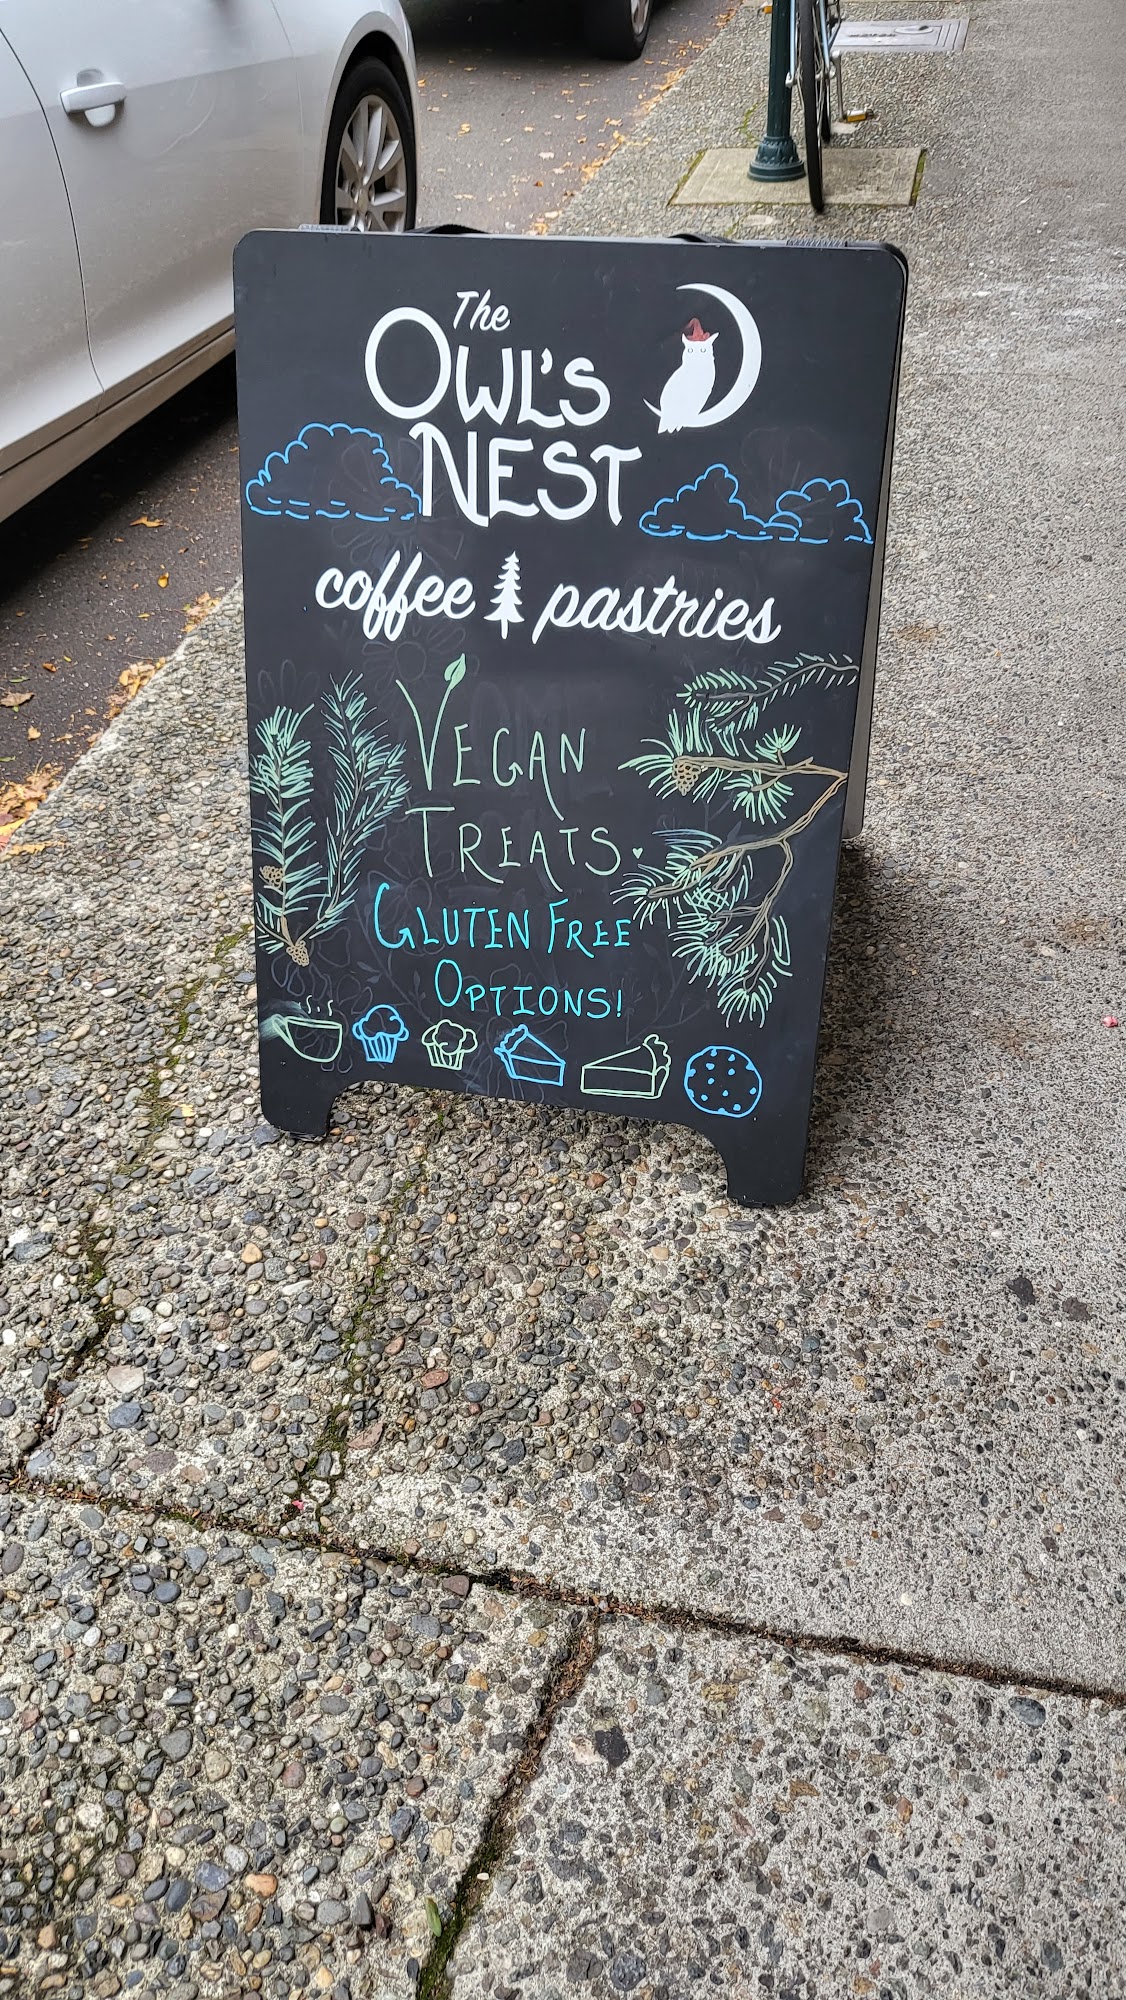 The
OWL'S
NEST
coffee pastries
VEGAN
TREATS
GLUTEN FREE
OPTIONS!